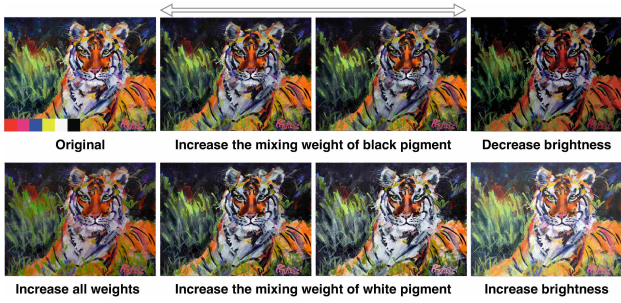 Original
Increase the mixing weight of black pigment
Decrease brightness
Increase all weights
Increase the mixing weight of white pigment
Increase brightness